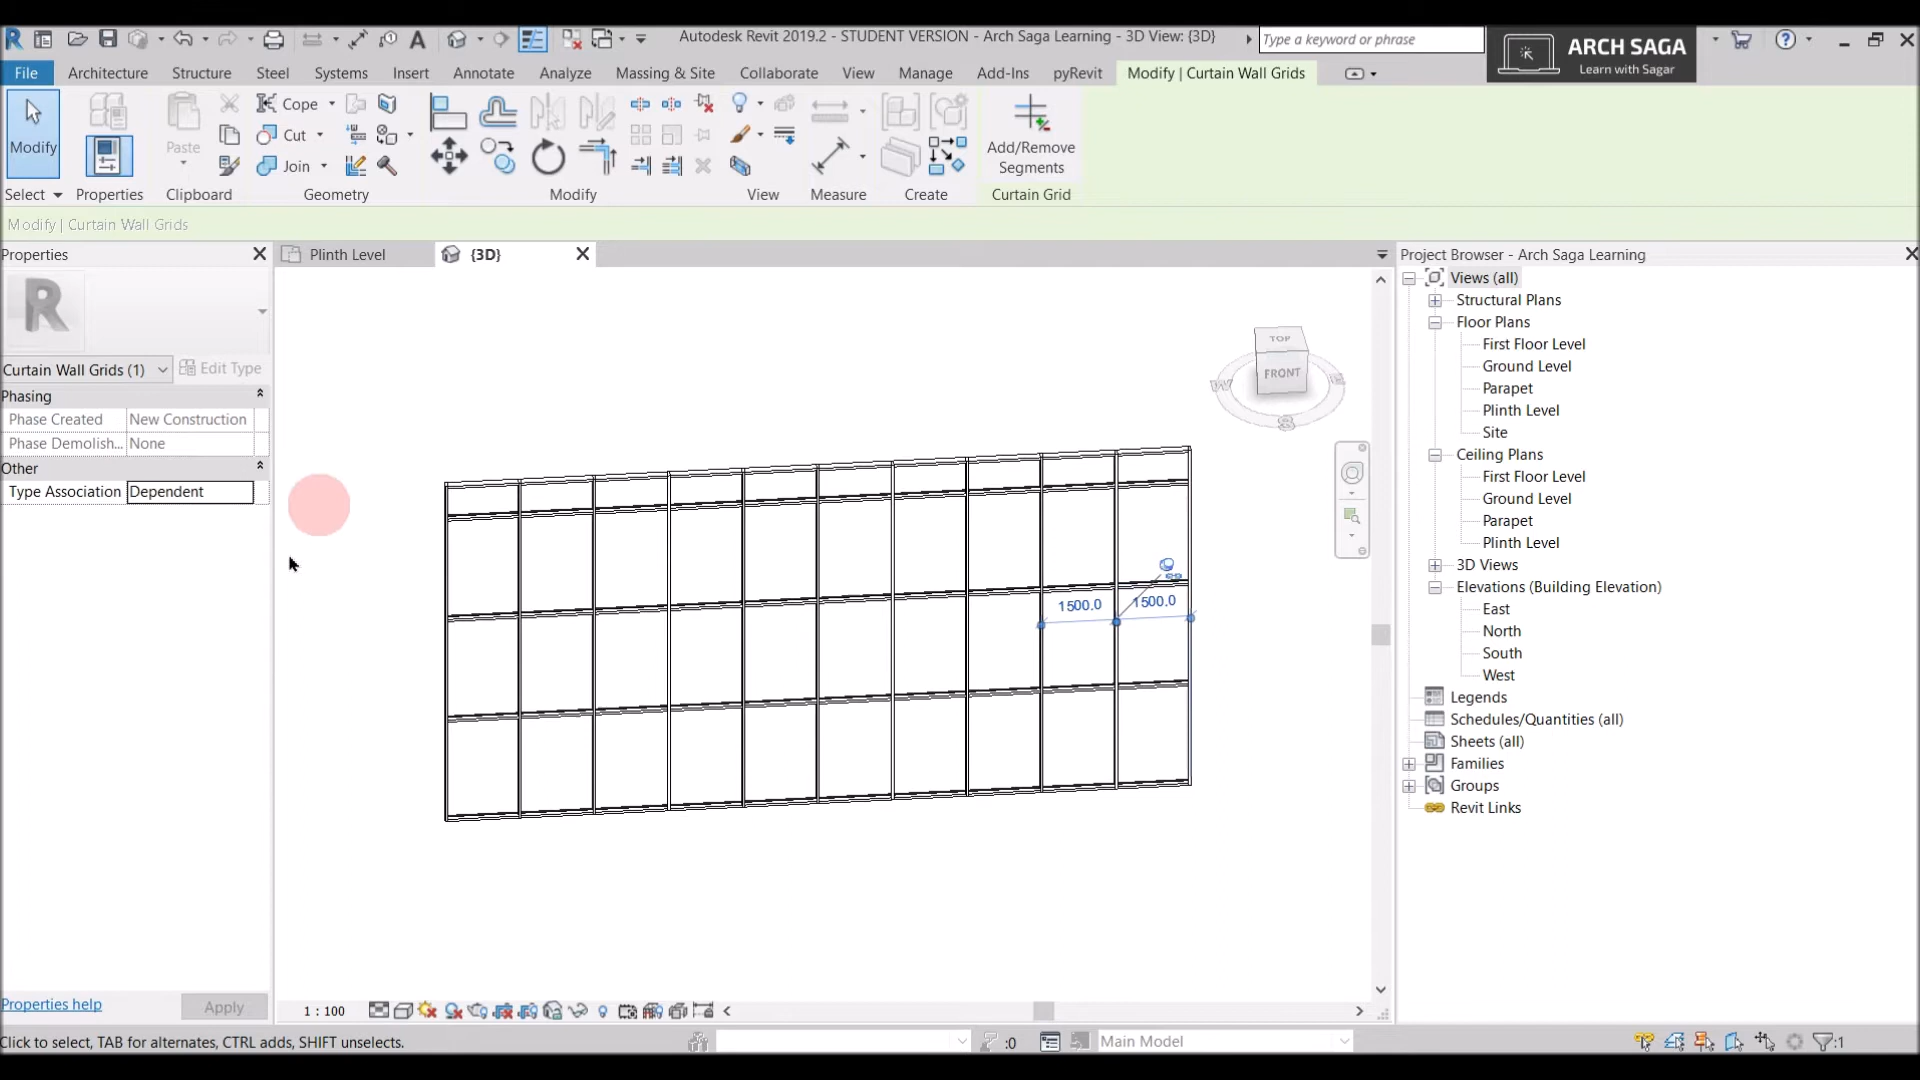 Autodesk Revit 2019.2 - STUDENT VERSION - Arch Saga Learning - 3D View: {3D}
Type a keyword or phrase
ARCH SAGA
Learn with Sagar
File
Architecture
Structure
Steel
Systems
Insert
Annotate
Analyze
Massing & Site
Collaborate
View
Manage
Add-Ins
pyRevit
Modify | Curtain Wall Grids
Modify
Paste
Cope
Cut
Join
Add/Remove
Segments
Select
Properties
Clipboard
Geometry
Modify
View
Measure
Create
Curtain Grid
Modify | Curtain Wall Grids
Properties
Plinth Level
{3D}
Project Browser - Arch Saga Learning
R
Curtain Wall Grids (1)
Edit Type
Phasing
Phase Created
New Construction
Phase Demolish...
None
Other
Type Association
Dependent
TOP
FRONT
W
S
1500.0
1500.0
Views (all)
Structural Plans
Floor Plans
First Floor Level
Ground Level
Parapet
Plinth Level
Site
Ceiling Plans
First Floor Level
Ground Level
Parapet
Plinth Level
3D Views
Elevations (Building Elevation)
East
North
South
West
Legends
Schedules/Quantities (all)
Sheets (all)
Families
Groups
Revit Links
Properties help
Apply
1 : 100
Click to select, TAB for alternates, CTRL adds, SHIFT unselects.
:0
Main Model
:1